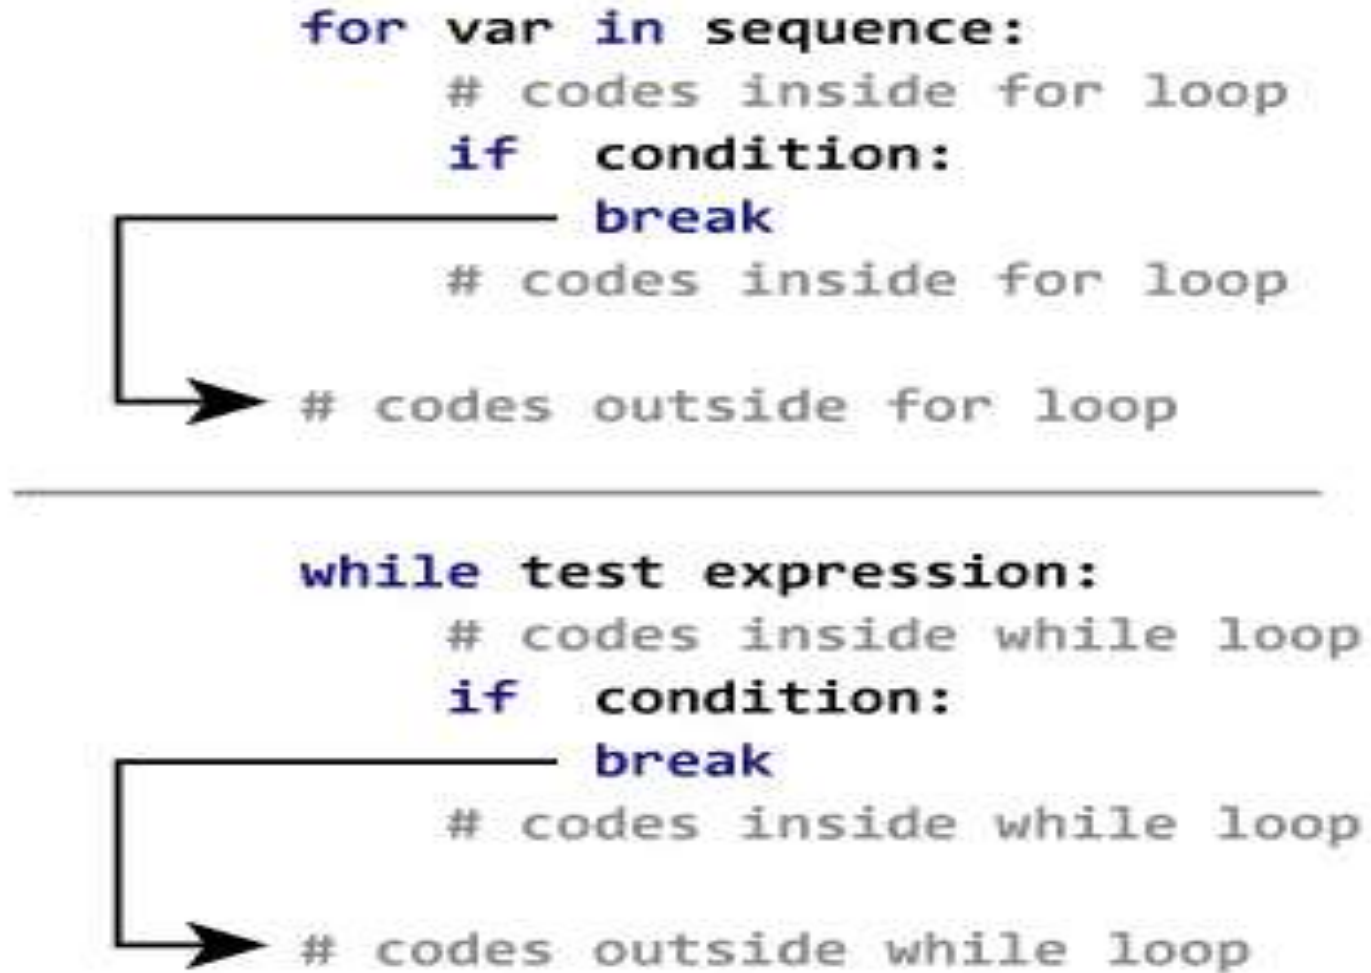 for var in sequence:
# codes inside for loop
if condition:
break
# codes inside for loop
# codes outside for loop
while test expression:
# codes inside while loop
if condition:
break
# codes inside while loop
# codes outside while loop